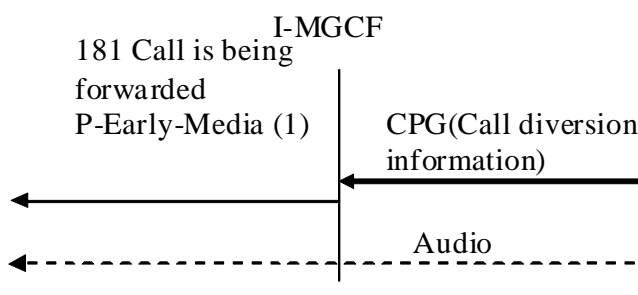 I-MGCF
181 Call is being
forwarded
P-Early-Media (1)
CPG(Call diversion
information)
Audio